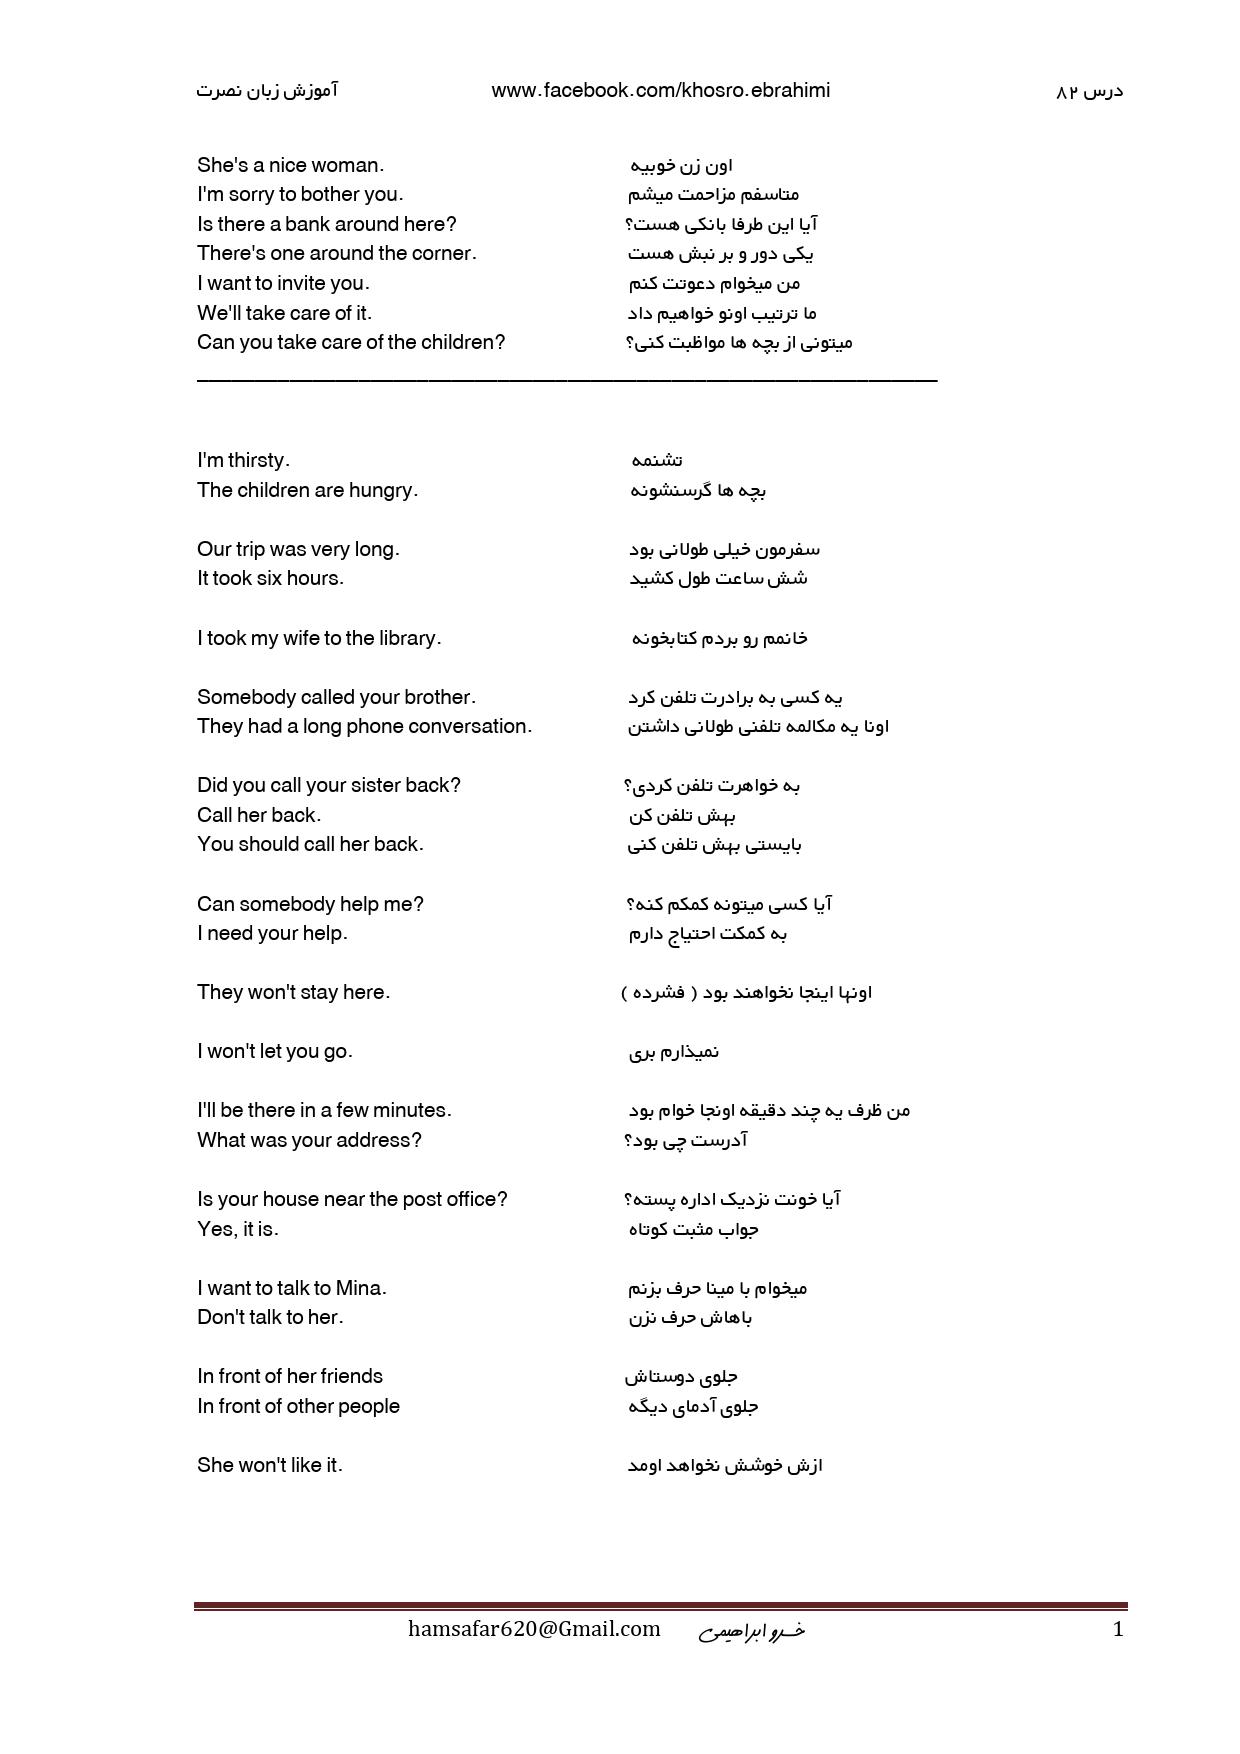 آموزش زبان نصرت www.facebook.com/khosro.ebrahimi درس ۸۲
She's a nice woman. اون زن خوبیه
I'm sorry to bother you. متاسفم مزاحمت میشم
Is there a bank around here? آیا این طرفا بانکی هست؟
There's one around the corner. یکی دور و بر نبش هست
I want to invite you. من میخوام دعوتت کنم
We'll take care of it. ما ترتیب اونو خواهیم داد
Can you take care of the children? میتونی از بچه ها مواظبت کنی؟
I'm thirsty. تشنمه
The children are hungry. بچه ها گرسنشونه
Our trip was very long. سفرمون خیلی طولانی بود
It took six hours. شش ساعت طول کشید
I took my wife to the library. خانمم رو بردم کتابخونه
Somebody called your brother. یه کسی به برادرت تلفن کرد
They had a long phone conversation. اونا یه مکالمه تلفنی طولانی داشتن
Did you call your sister back? به خواهرت تلفن کردی؟
Call her back. بهش تلفن کن
You should call her back. بایستی بهش تلفن کنی
Can somebody help me? آیا کسی میتونه کمکم کنه؟
I need your help. به کمکت احتیاج دارم
They won't stay here. اونها اینجا نخواهند بود ( فشرده )
I won't let you go. نمیذارم بری
I'll be there in a few minutes. من ظرف یه چند دقیقه اونجا خوام بود
What was your address? آدرست چی بود؟
Is your house near the post office? آیا خونت نزدیک اداره پسته؟
Yes, it is. جواب مثبت کوتاه
I want to talk to Mina. میخوام با مینا حرف بزنم
Don't talk to her. باهاش حرف نزن
In front of her friends جلوی دوستاش
In front of other people جلوی آدمای دیگه
She won't like it. ازش خوشش نخواهد اومد
hamsafar620@Gmail.com خسرو ابراهیمی 1